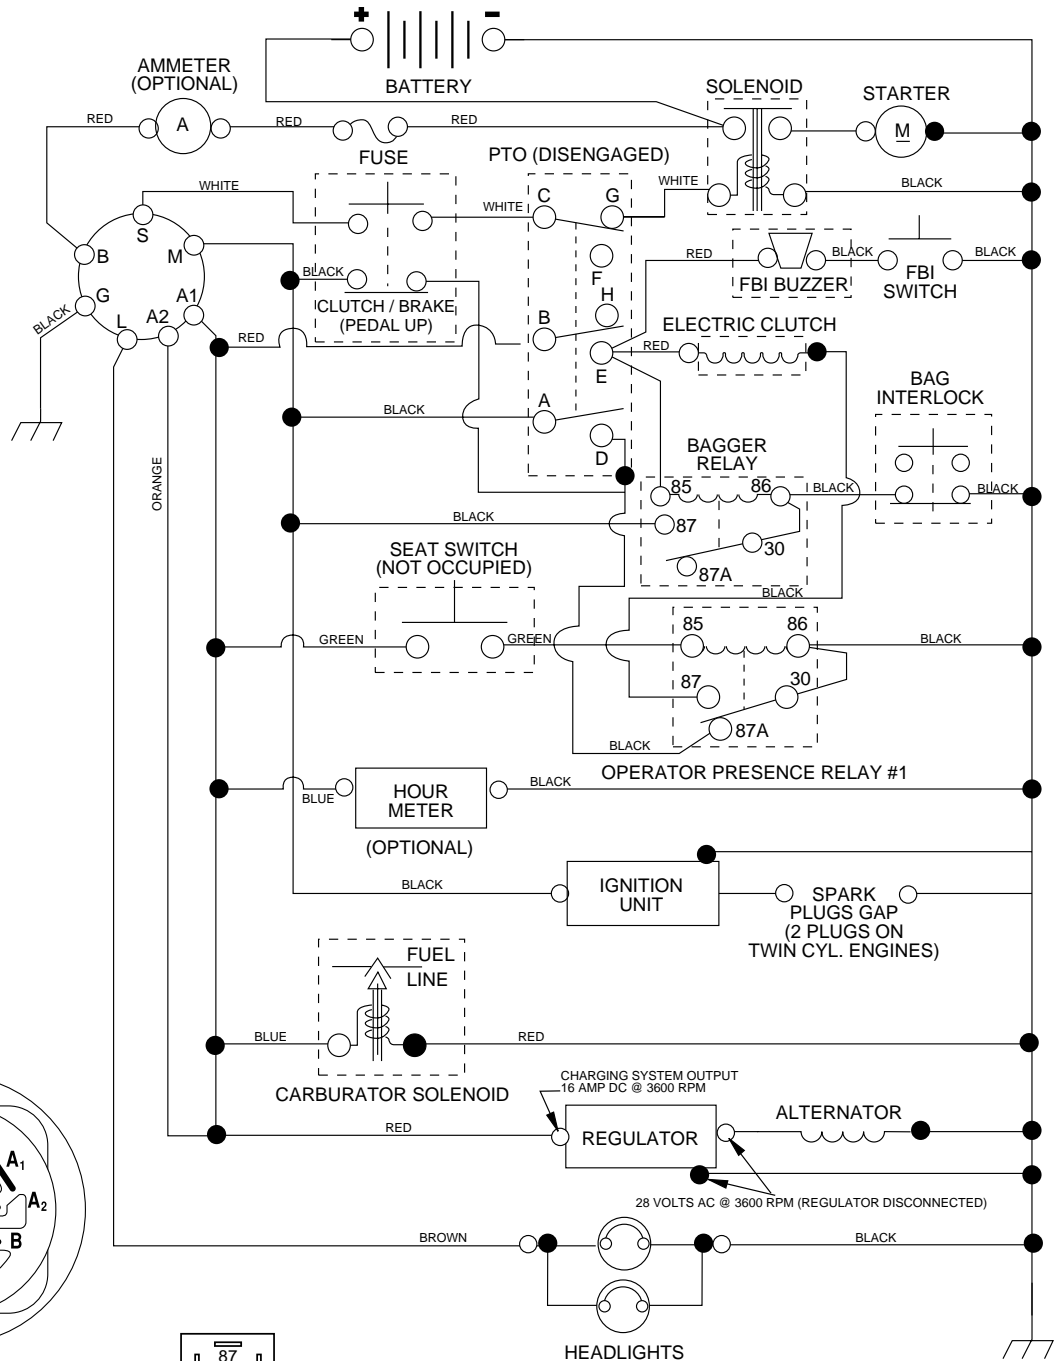 + -
BATTERY
AMMETER
(OPTIONAL)
A
RED
RED
RED
FUSE
SOLENOID
STARTER
M
PTO (DISENGAGED)
WHITE
WHITE
WHITE
BLACK
C
G
F
H
B
E
A
D
S
B
M
G
A1
L
A2
BLACK
BLACK
CLUTCH / BRAKE
(PEDAL UP)
RED
RED
FBI BUZZER
BLACK
FBI
SWITCH
BLACK
ELECTRIC CLUTCH
RED
BAG
INTERLOCK
BLACK
ORANGE
BAGGER
RELAY
85
86
BLACK
BLACK
BLACK
87
30
87A
SEAT SWITCH
(NOT OCCUPIED)
BLACK
GREEN
GREEN
85
86
BLACK
87
30
87A
BLACK
OPERATOR PRESENCE RELAY #1
BLUE
HOUR
METER
BLACK
(OPTIONAL)
BLACK
IGNITION
UNIT
SPARK
PLUGS GAP
(2 PLUGS ON
TWIN CYL. ENGINES)
FUEL
LINE
BLUE
RED
CARBURATOR SOLENOID
CHARGING SYSTEM OUTPUT
16 AMP DC @ 3600 RPM
RED
REGULATOR
ALTERNATOR
28 VOLTS AC @ 3600 RPM (REGULATOR DISCONNECTED)
A1
A2
B
BROWN
BLACK
HEADLIGHTS
87